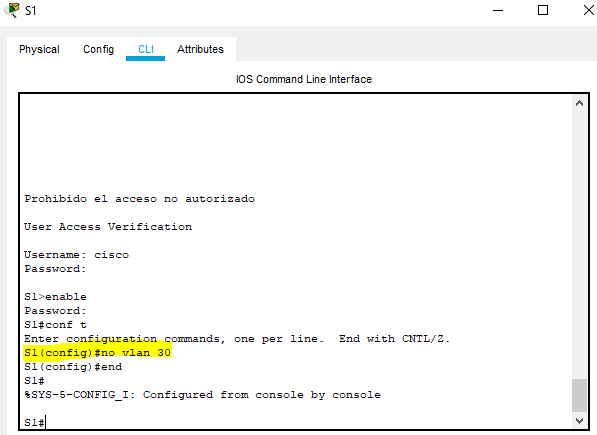 S1
Physical Config CLI Attributes
IOS Command Line Interface
Prohibido el acceso no autorizado
User Access Verification
Username: cisco
Password:
S1>enable
Password:
S1#conf t
Enter configuration commands, one per line.  End with CNTL/Z.
S1(config)#no vlan 30
S1(config)#end
S1#
%SYS-5-CONFIG_I: Configured from console by console
S1#